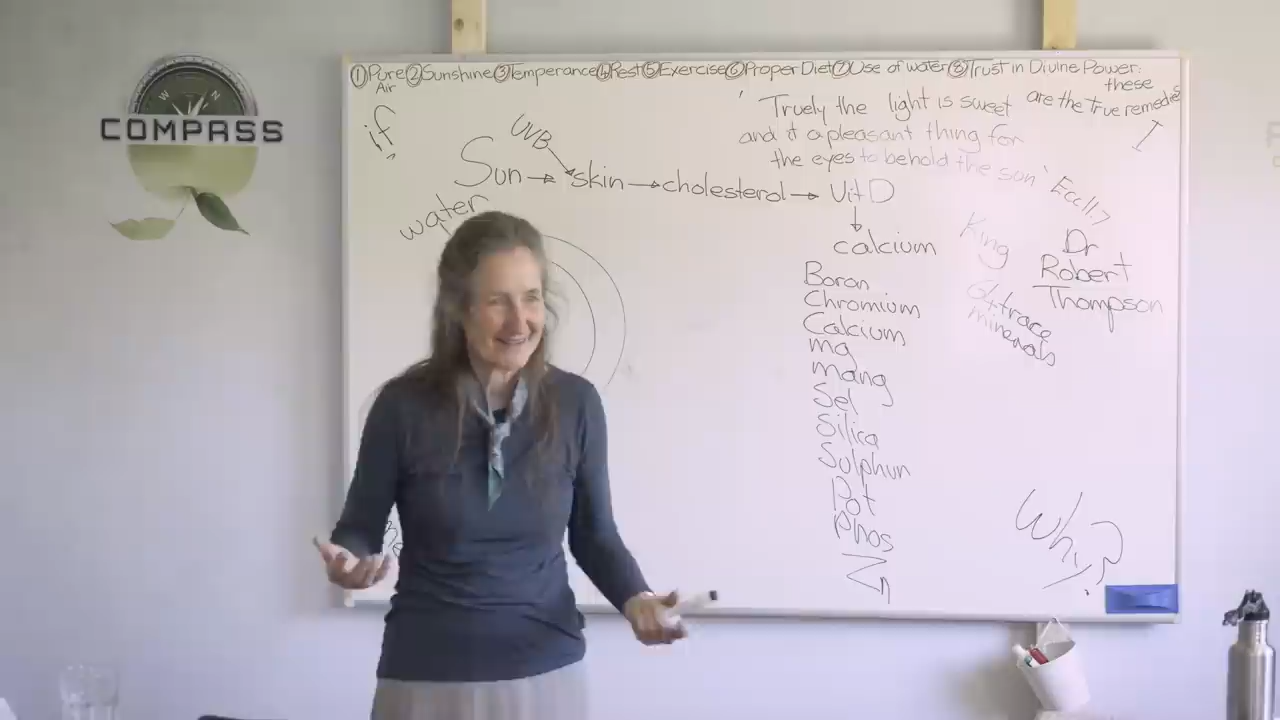 COMPASS
W N
①Pure ②Sunshine ③Temperance ④Rest ⑤Exercise ⑥Proper Diet ⑦Use of water ⑧Trust in Divine Power:
Air
these
are the true remedies
if
' Truely the light is sweet
and it a pleasant thing for
the eyes to behold the sun' Eccl 11:7
UVB
Sun → skin → cholesterol → Vit D
water
calcium
Boran
Chromium
Calcium
mg
mang
Sel
Silica
Sulphur
Pot
Phos
King
of trace
minerals
Dr
Robert
Thompson
Why?